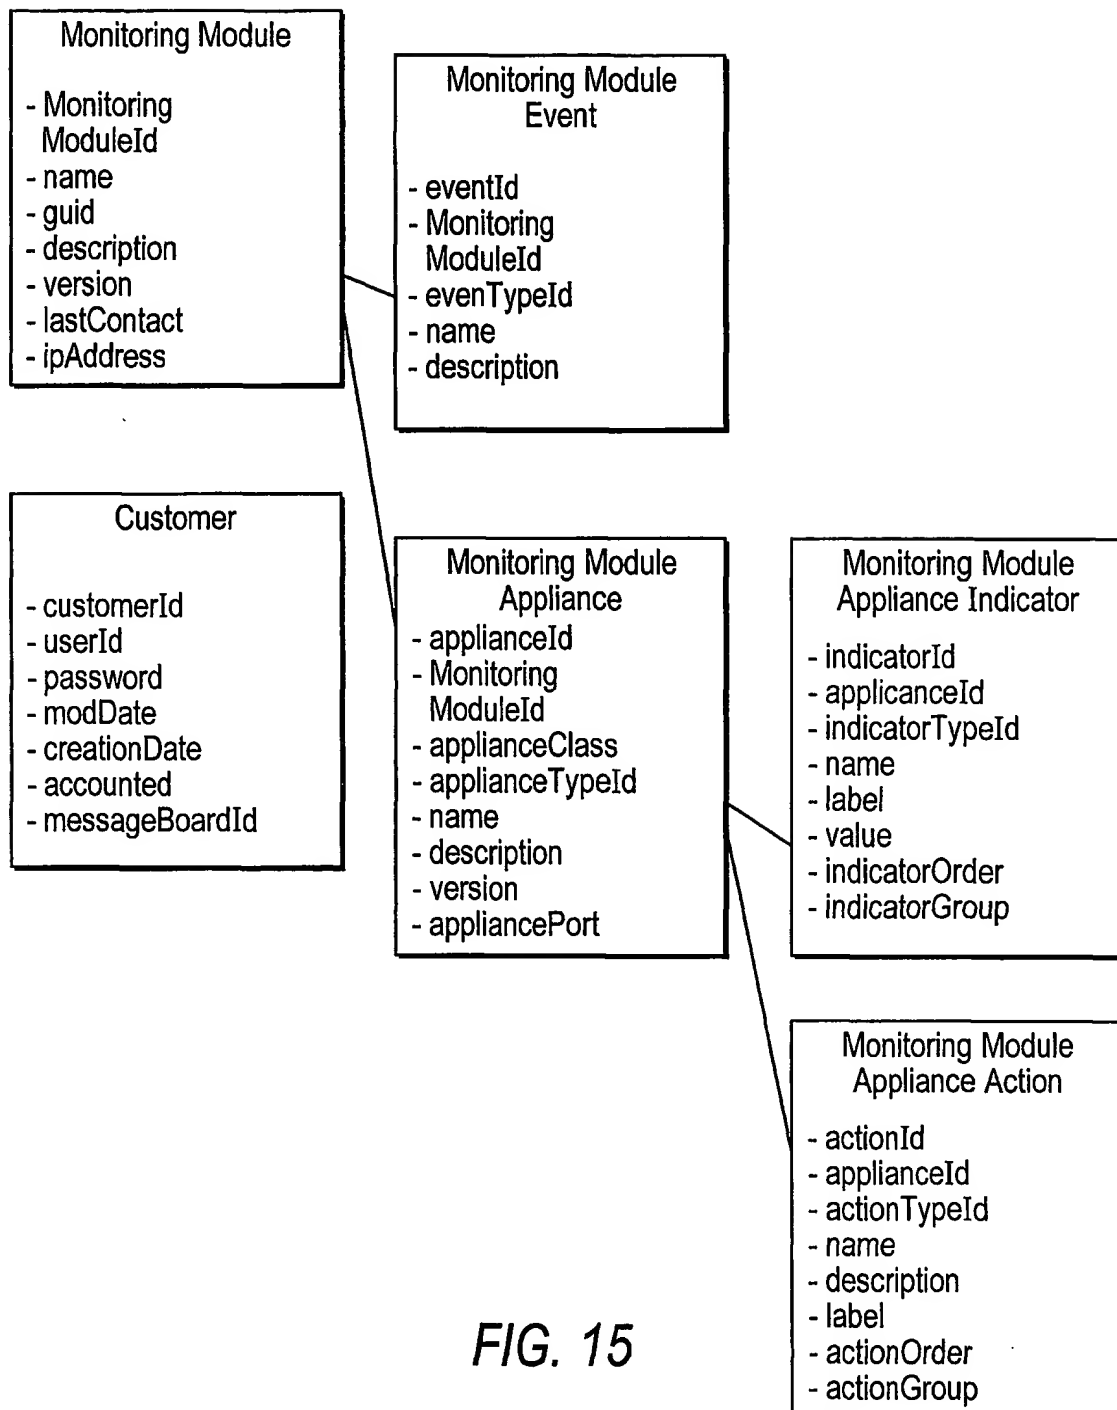 Monitoring Module
- Monitoring
ModuleId
- name
- guid
- description
- version
- lastContact
- ipAddress
Monitoring Module
Event
- eventId
- Monitoring
ModuleId
- evenTypeId
- name
- description
Customer
- customerId
- userId
- password
- modDate
- creationDate
- accounted
- messageBoardId
Monitoring Module
Appliance
- applianceId
- Monitoring
ModuleId
- applianceClass
- applianceTypeId
- name
- description
- version
- appliancePort
Monitoring Module
Appliance Indicator
- indicatorId
- applicanceId
- indicatorTypeId
- name
- label
- value
- indicatorOrder
- indicatorGroup
Monitoring Module
Appliance Action
- actionId
- applianceId
- actionTypeId
- name
- description
- label
- actionOrder
- actionGroup
FIG. 15